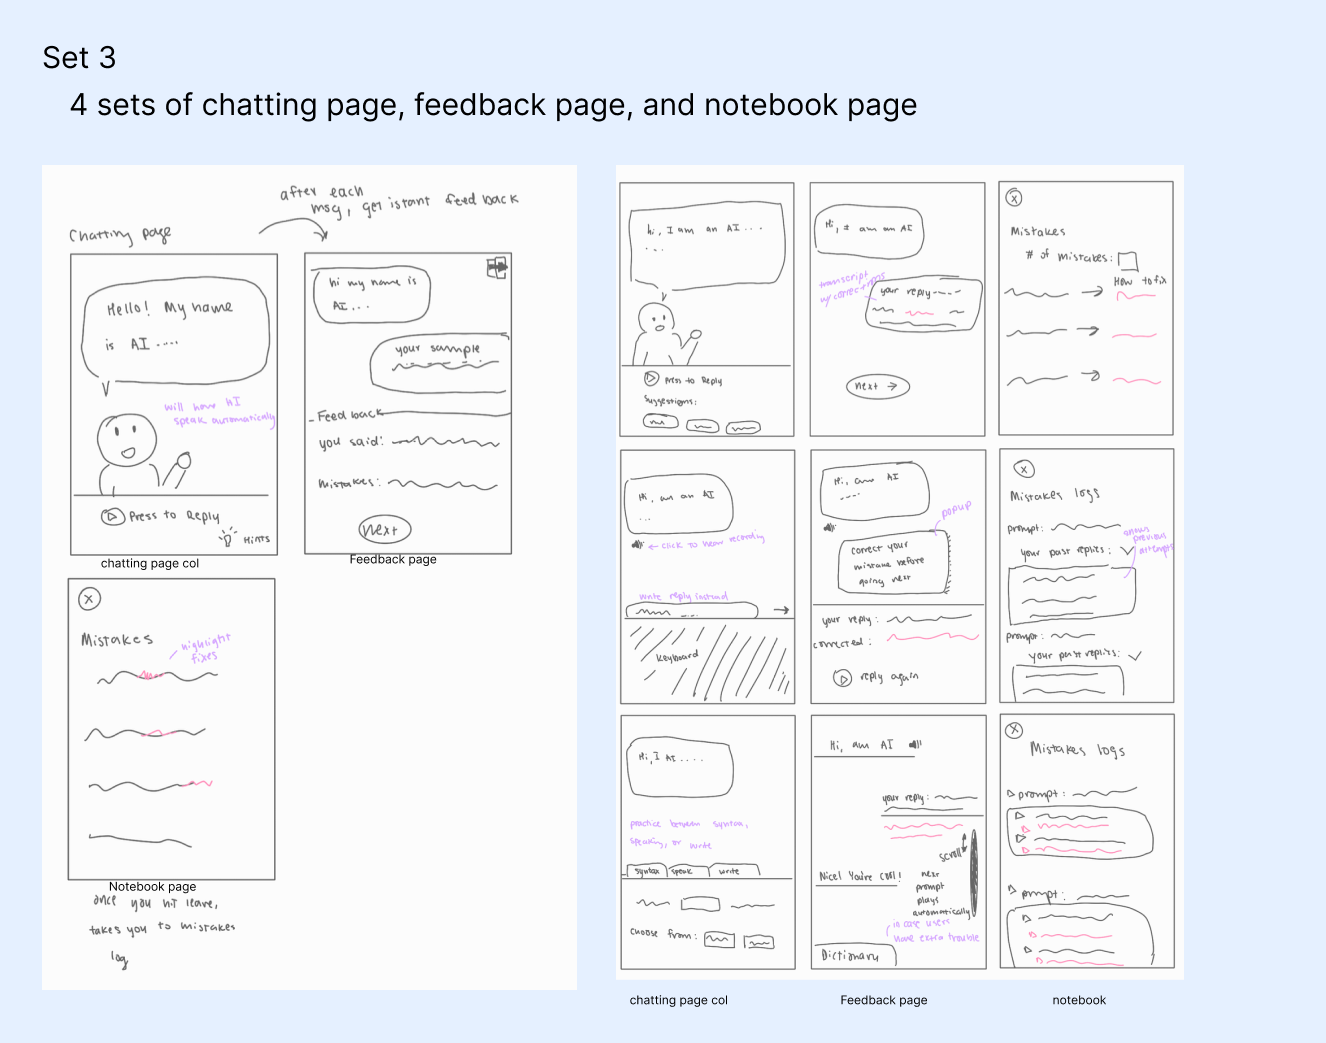 Set 3
4 sets of chatting page, feedback page, and notebook page
after each
msg, get istant feed back
Chatting page
Hello! My name
is AI ....
will have AI
speak automatically
Press to Reply
Hints
chatting page col
hi my name is
AI...
your sample
Feed back
you said:
mistakes:
next
Feedback page
X
Mistakes
highlight
fixes
Notebook page
once you hit leave,
takes you to mistakes
log
hi, I am an AI ...
...
Press to Reply
Suggestions:
Hi, I am an AI
transcript
w/ corrections
your reply----
next →
X
Mistakes
# of mistakes:
How to fix
Hi, am an AI
...
← click to hear recording
write reply instead
keyboard
Hi, am AI
----
popup
correct your
mistake before
going next
your reply:
corrected:
reply again
X
Mistakes logs
prompt:
your past replies:
shows
previous
attempts
prompt:
your past replies:
Hi, I AI ....
practice between syntax,
speaking, or write
syntax speak write
choose from:
Hi, am AI
your reply:
scroll
Nice! You're cool!
next
prompt
plays
automatically
in case users
have extra trouble
Dictionary
X
Mistakes logs
prompt:
prompt:
chatting page col
Feedback page
notebook